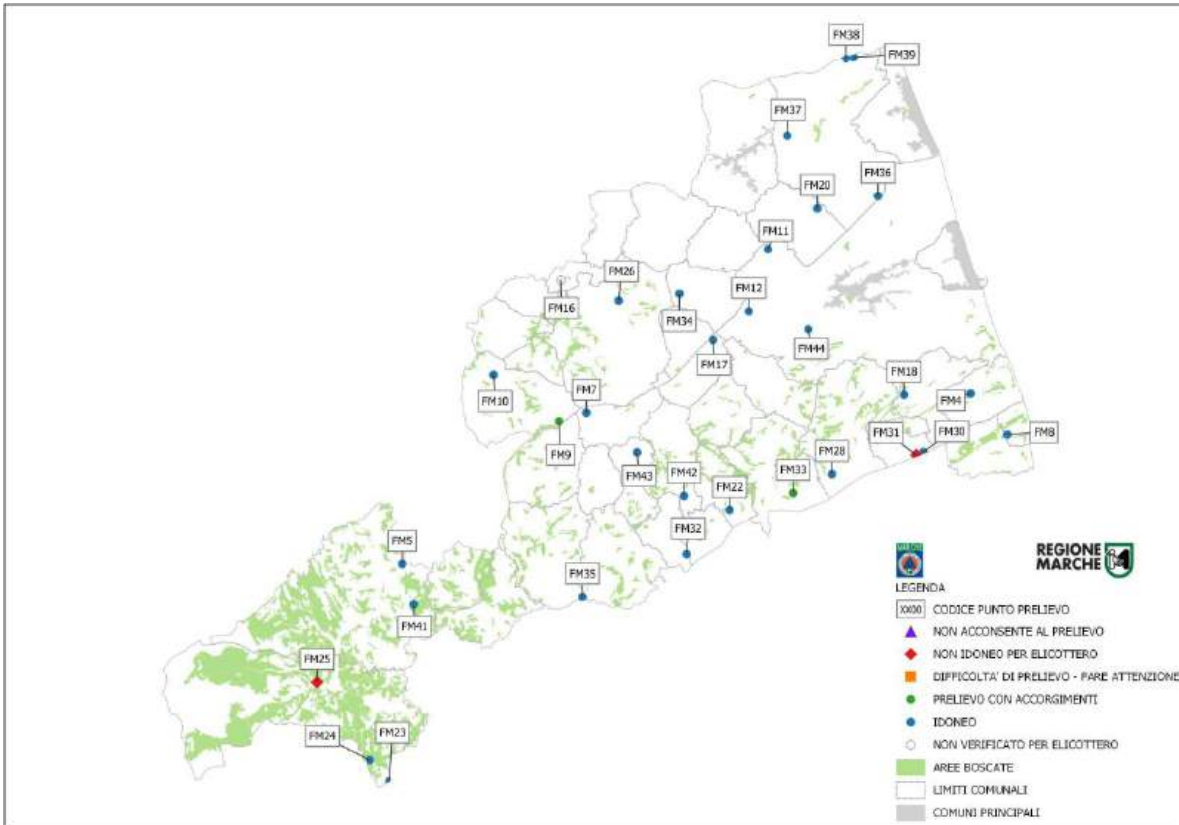 FM38
FM39
FM37
FM36
FM20
FM11
FM26
FM12
FM16
FM34
FM44
FM17
FM18
FM7
FM10
FM4
FM31
FM30
FM8
FM9
FM43
FM42
FM33
FM28
FM22
FM32
FM5
FM35
FM41
FM25
FM24
FM23
MARCHE
REGIONE
MARCHE
LEGENDA
XX00 CODICE PUNTO PRELIEVO
NON ACCONSENTE AL PRELIEVO
NON IDONEO PER ELICOTTERO
DIFFICOLTA' DI PRELIEVO - FARE ATTENZIONE
PRELIEVO CON ACCORGIMENTI
IDONEO
NON VERIFICATO PER ELICOTTERO
AREE BOSCATE
LIMITI COMUNALI
COMUNI PRINCIPALI